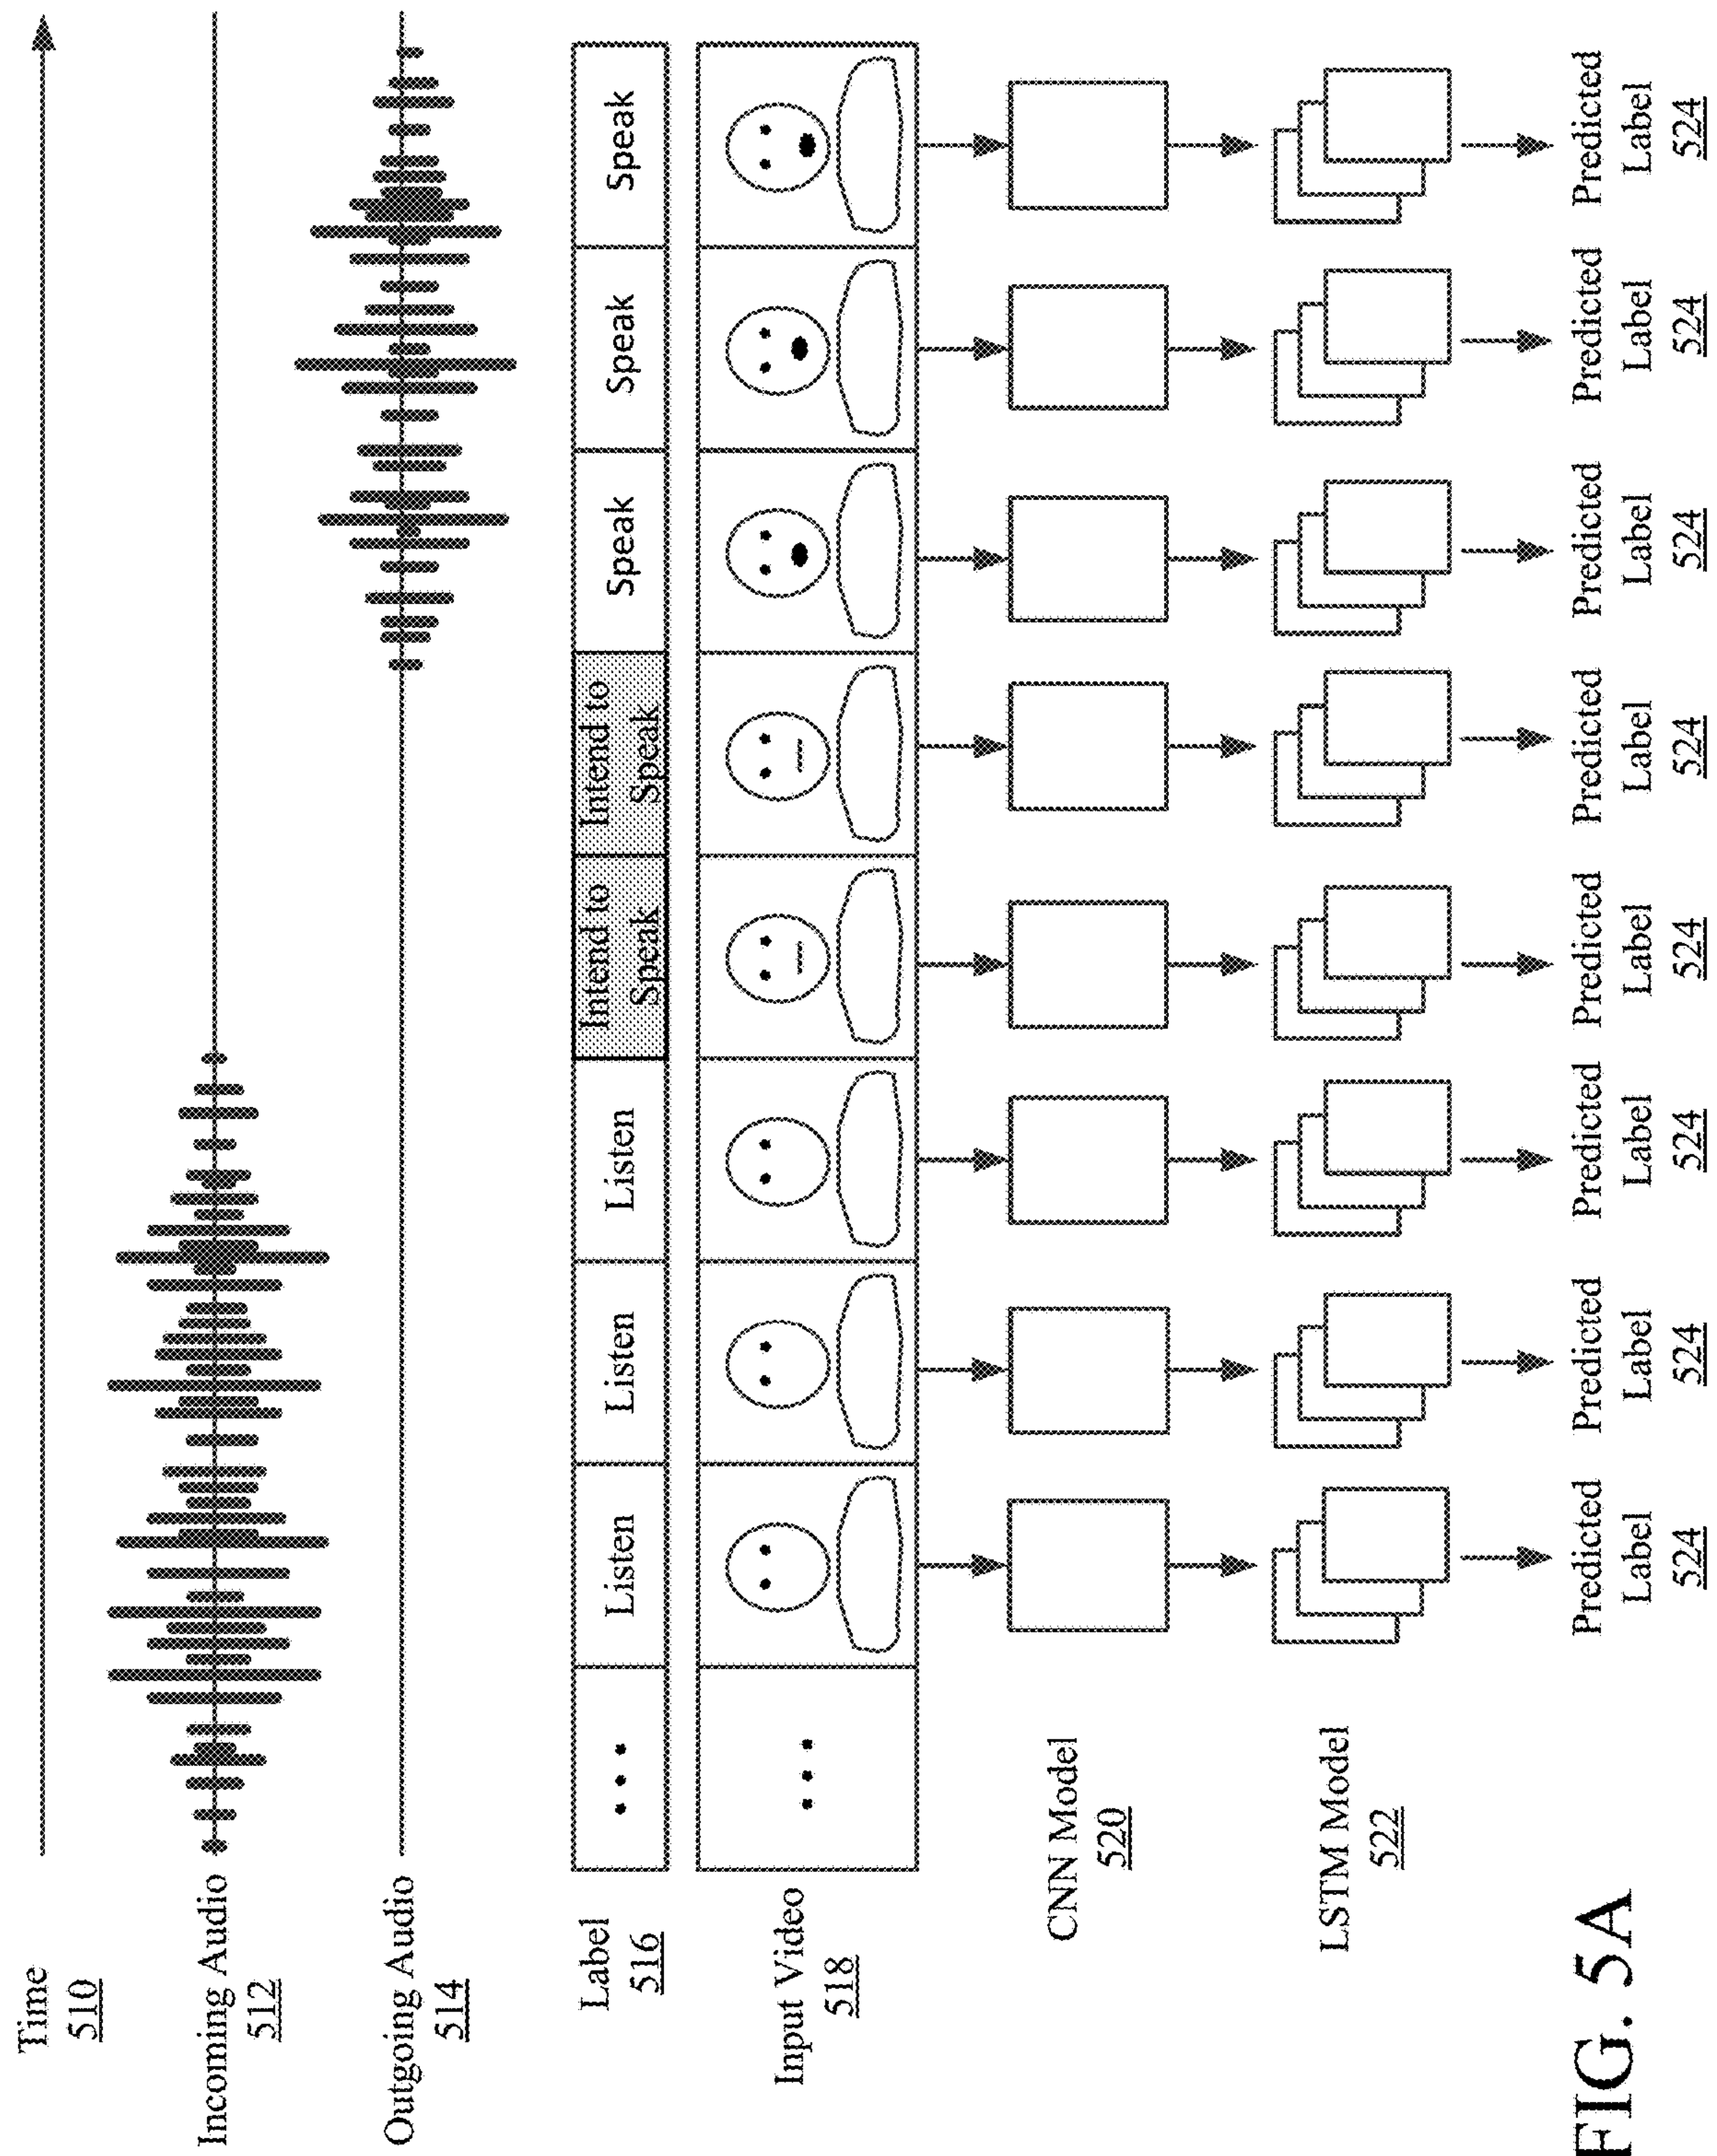 Time
510
Incoming Audio
512
Outgoing Audio
514
Label
516
...
Listen
Listen
Listen
Intend to
Speak
Intend to
Speak
Speak
Speak
Speak
Input Video
518
...
CNN Model
520
LSTM Model
522
Predicted
Label
524
Predicted
Label
524
Predicted
Label
524
Predicted
Label
524
Predicted
Label
524
Predicted
Label
524
Predicted
Label
524
Predicted
Label
524
FIG. 5A